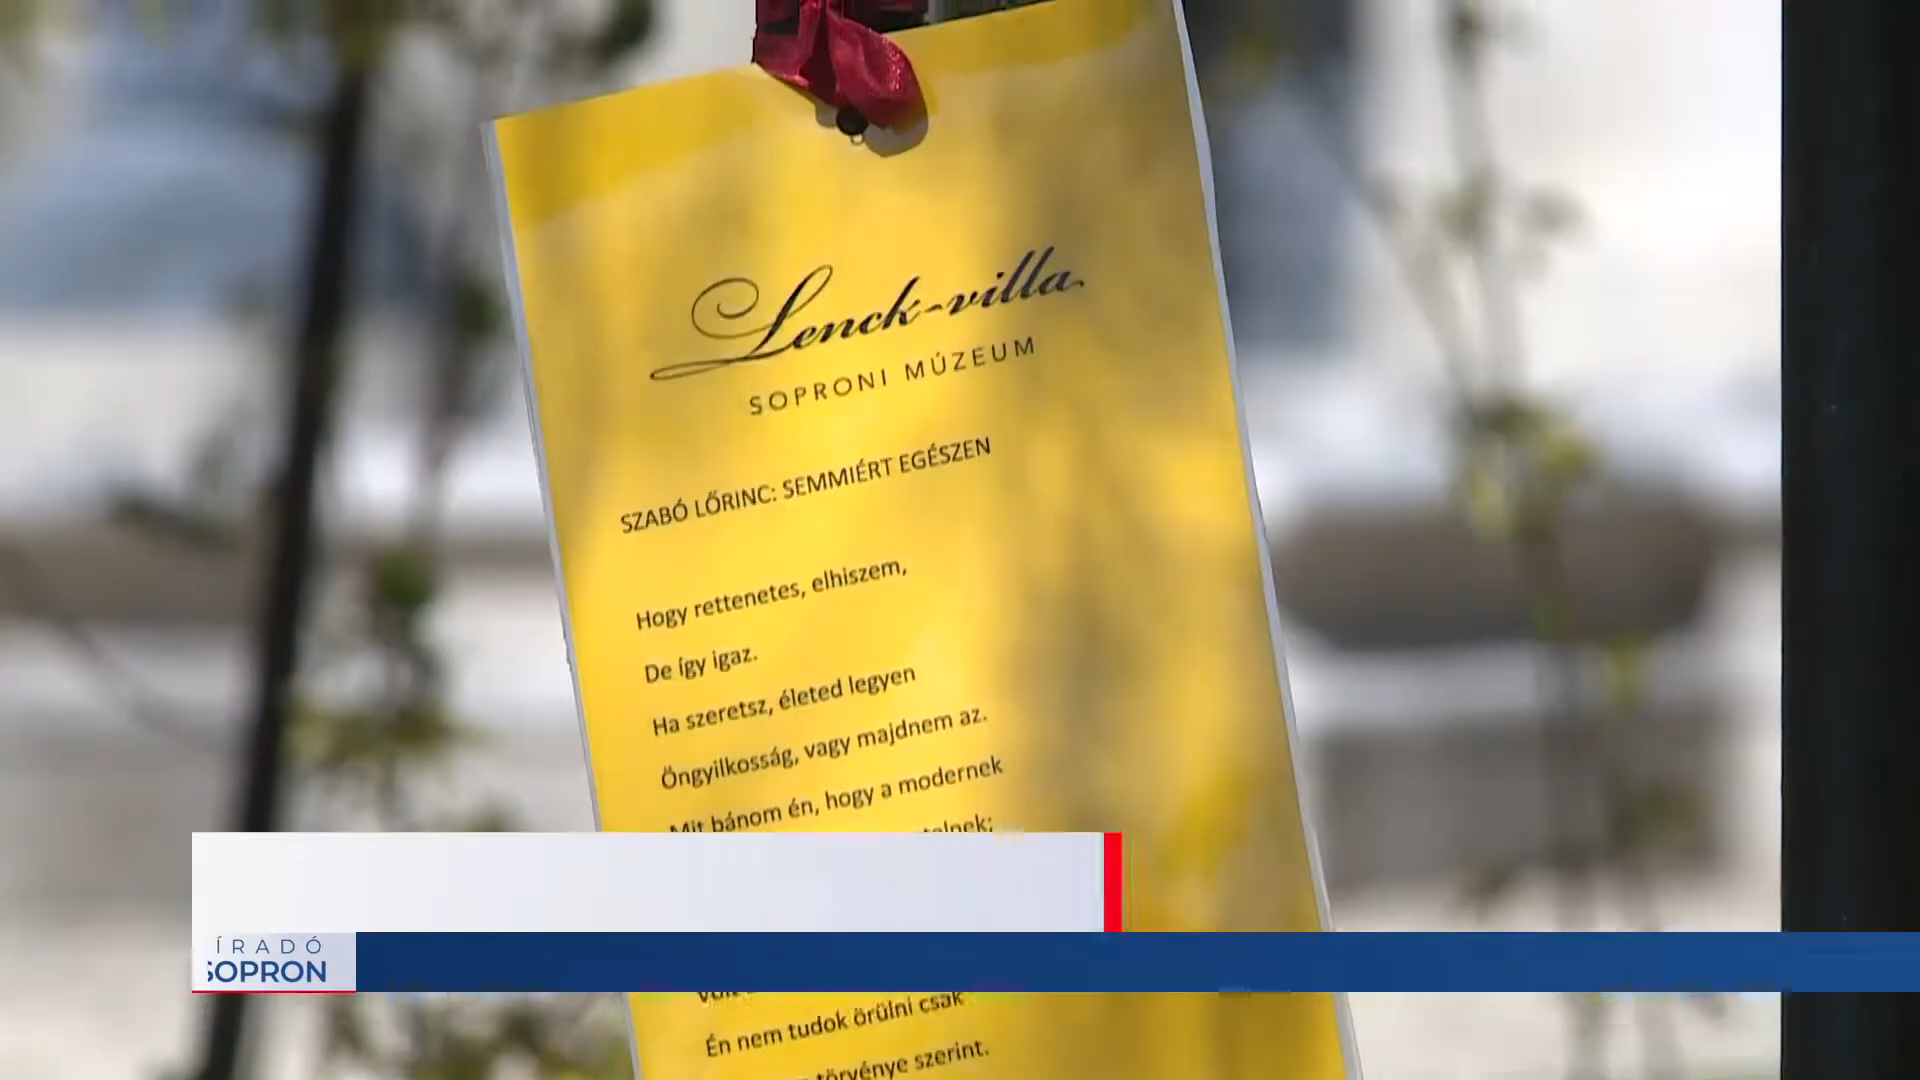 Lenck-villa
SOPRONI MÚZEUM
SZABÓ LŐRINC: SEMMIÉRT EGÉSZEN
Hogy rettenetes, elhiszem,
De így igaz.
Ha szeretsz, életed legyen
Öngyilkosság, vagy majdnem az.
Mit bánom én, hogy a modernek
ÍRADÓ
SOPRON
Én nem tudok örülni csak
törvénye szerint.